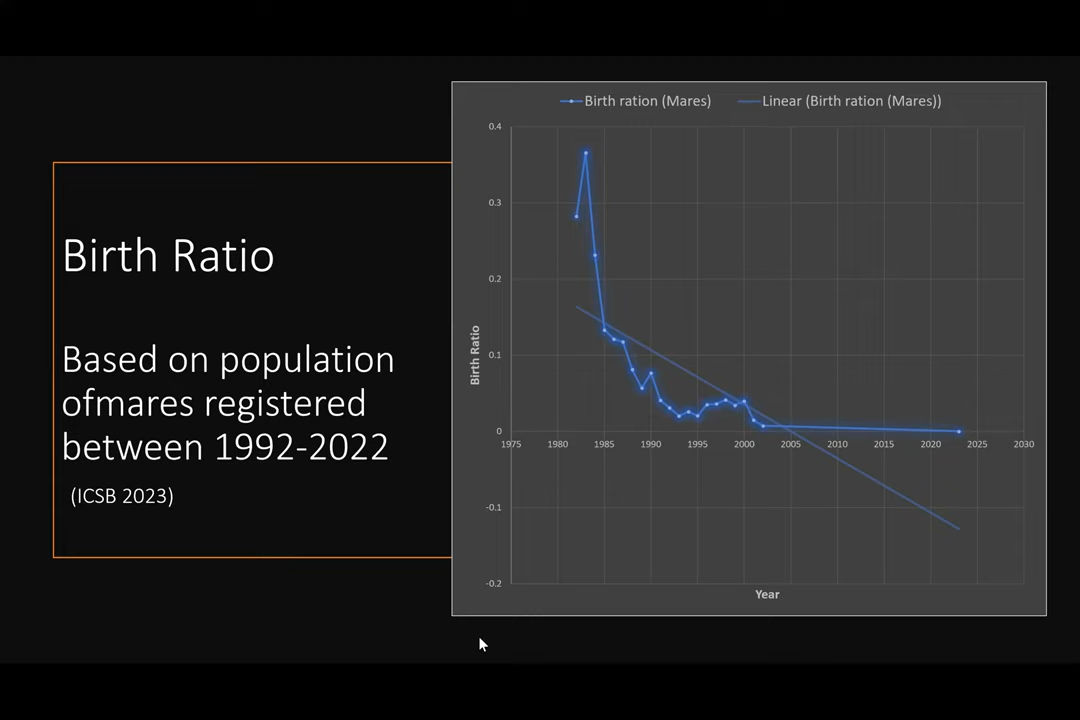 Birth Ratio
Based on population
ofmares registered
between 1992-2022
(ICSB 2023)
Birth ration (Mares)
Linear (Birth ration (Mares))
0.4
0.3
0.2
0.1
0
-0.1
-0.2
Birth Ratio
1975 1980 1985 1990 1995 2000 2005 2010 2015 2020 2025 2030
Year